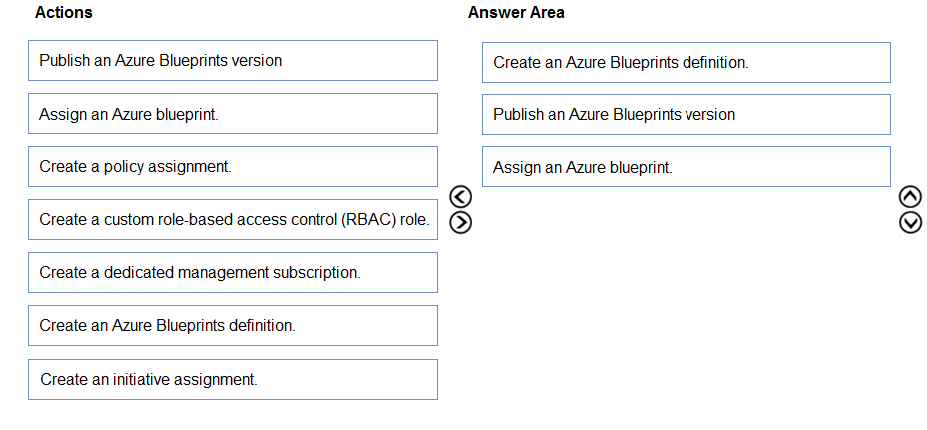 Actions
Publish an Azure Blueprints version
Assign an Azure blueprint.
Create a policy assignment.
Create a custom role-based access control (RBAC) role.
Create a dedicated management subscription.
Create an Azure Blueprints definition.
Create an initiative assignment.
Answer Area
Create an Azure Blueprints definition.
Publish an Azure Blueprints version
Assign an Azure blueprint.